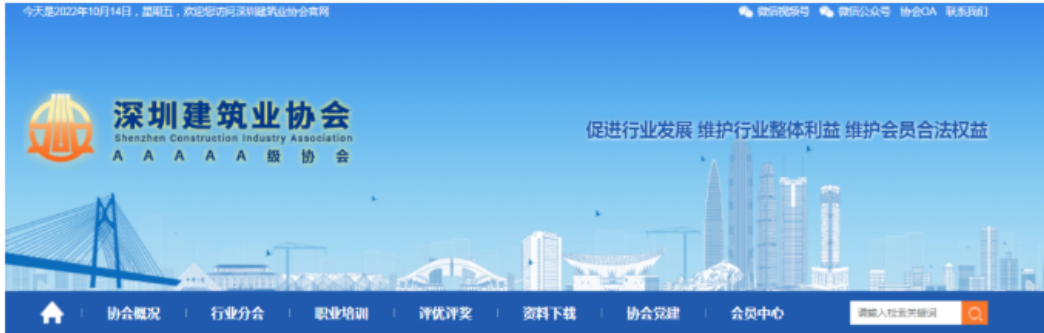 今天是2022年10月14日，星期五，欢迎您访问深圳建筑业协会官网
微信视频号 微信公众号 协会OA 联系我们
深圳建筑业协会
Shenzhen Construction Industry Association
AAAAA级协会
促进行业发展 维护行业整体利益 维护会员合法权益
协会概况 行业分会 职业培训 评优评奖 资料下载 协会党建 会员中心
请输入检索关键词